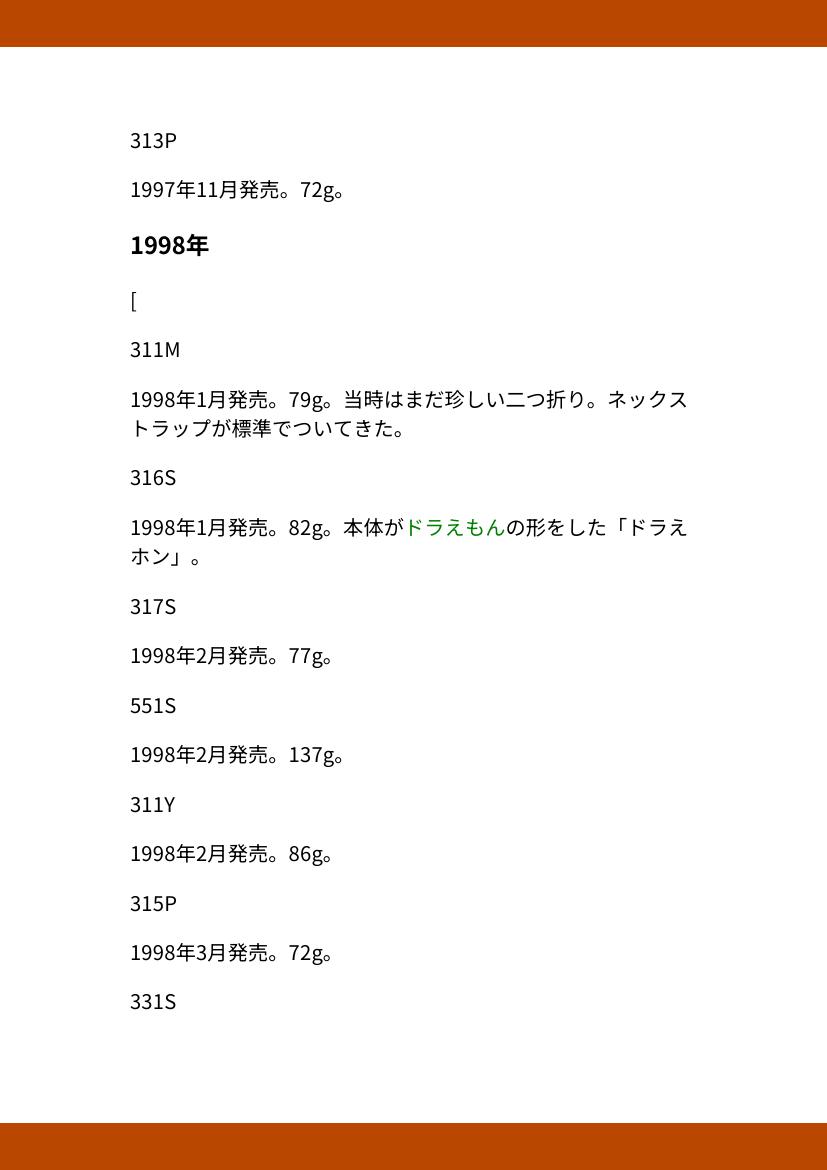 313P
1997年11月発売。72g。
1998年
[
311M
1998年1月発売。79g。当時はまだ珍しい二つ折り。ネックス
トラップが標準でついてきた。
316S
1998年1月発売。82g。本体がドラえもんの形をした「ドラえ
ホン」。
317S
1998年2月発売。77g。
551S
1998年2月発売。137g。
311Y
1998年2月発売。86g。
315P
1998年3月発売。72g。
331S